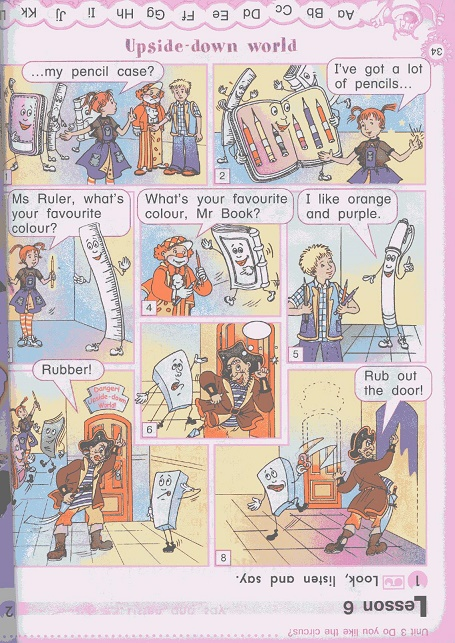 Aa Bb Cc Dd Ee Ff Gg Hh Ii Jj Kk
34
Upside-down world
...my pencil case?
1
I've got a lot
of pencils...
2
Ms Ruler, what's
your favourite
colour?
What's your favourite
colour, Mr Book?
4
I like orange
and purple.
5
6
Rubber!
Danger!
Upside-down
World
Rub out
the door!
8
1 Look, listen and say.
Lesson 6
Unit 3 Do you like the circus?